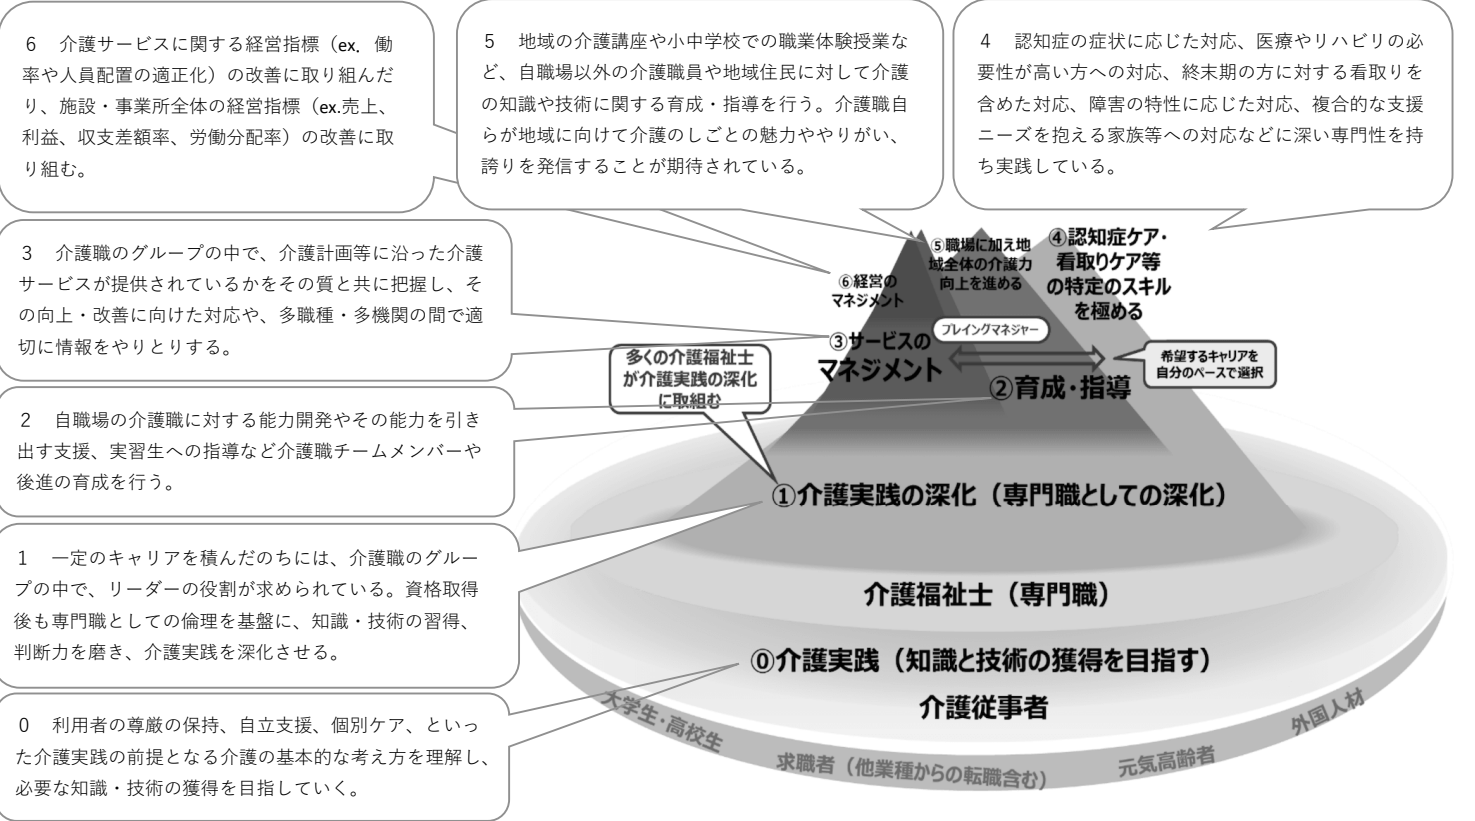 6　介護サービスに関する経営指標（ex．働
率や人員配置の適正化）の改善に取り組んだ
り、施設・事業所全体の経営指標（ex.売上、
利益、収支差額率、労働分配率）の改善に取
り組む。
5　地域の介護講座や小中学校での職業体験授業な
ど、自職場以外の介護職員や地域住民に対して介護
の知識や技術に関する育成・指導を行う。介護職自
らが地域に向けて介護のしごとの魅力ややりがい、
誇りを発信することが期待されている。
4　認知症の症状に応じた対応、医療やリハビリの必
要性が高い方への対応、終末期の方に対する看取りを
含めた対応、障害の特性に応じた対応、複合的な支援
ニーズを抱える家族等への対応などに深い専門性を持
ち実践している。
3　介護職のグループの中で、介護計画等に沿った介護
サービスが提供されているかをその質と共に把握し、そ
の向上・改善に向けた対応や、多職種・多機関の間で適
切に情報をやりとりする。
2　自職場の介護職に対する能力開発やその能力を引き
出す支援、実習生への指導など介護職チームメンバーや
後進の育成を行う。
1　一定のキャリアを積んだのちには、介護職のグルー
プの中で、リーダーの役割が求められている。資格取得
後も専門職としての倫理を基盤に、知識・技術の習得、
判断力を磨き、介護実践を深化させる。
0　利用者の尊厳の保持、自立支援、個別ケア、といっ
た介護実践の前提となる介護の基本的な考え方を理解し、
必要な知識・技術の獲得を目指していく。
⑥経営の
マネジメント
⑤職場に加え地
域全体の介護力
向上を進める
④認知症ケア・
看取りケア等
の特定のスキル
を極める
③サービスの
マネジメント
プレイングマネジャー
②育成・指導
希望するキャリアを
自分のペースで選択
多くの介護福祉士
が介護実践の深化
に取組む
①介護実践の深化（専門職としての深化）
介護福祉士（専門職）
⓪介護実践（知識と技術の獲得を目指す）
介護従事者
大学生・高校生
求職者（他業種からの転職含む）
元気高齢者
外国人材